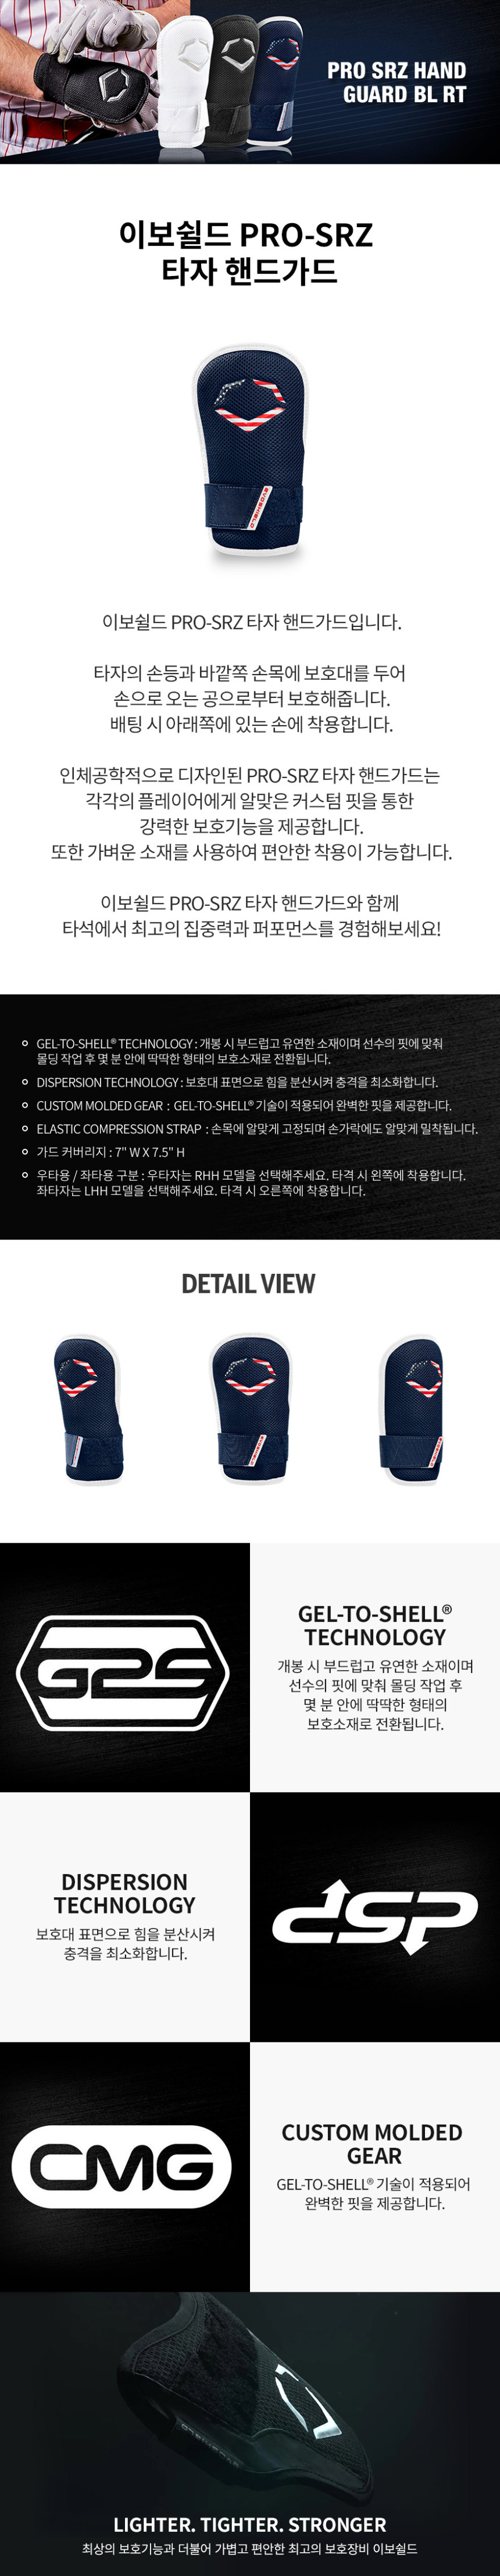 PRO SRZ HAND
GUARD BL RT
이보쉴드 PRO-SRZ
타자 핸드가드
EVOSHIELD
이보쉴드 PRO-SRZ 타자 핸드가드입니다.
타자의 손등과 바깥쪽 손목에 보호대를 두어
손으로 오는 공으로부터 보호해줍니다.
배팅 시 아래쪽에 있는 손에 착용합니다.
인체공학적으로 디자인된 PRO-SRZ 타자 핸드가드는
각각의 플레이어에게 알맞은 커스텀 핏을 통한
강력한 보호기능을 제공합니다.
또한 가벼운 소재를 사용하여 편안한 착용이 가능합니다.
이보쉴드 PRO-SRZ 타자 핸드가드와 함께
타석에서 최고의 집중력과 퍼포먼스를 경험해보세요!
GEL-TO-SHELL® TECHNOLOGY : 개봉 시 부드럽고 유연한 소재이며 선수의 핏에 맞춰
몰딩 작업 후 몇 분 안에 딱딱한 형태의 보호소재로 전환됩니다.
DISPERSION TECHNOLOGY : 보호대 표면으로 힘을 분산시켜 충격을 최소화합니다.
CUSTOM MOLDED GEAR : GEL-TO-SHELL® 기술이 적용되어 완벽한 핏을 제공합니다.
ELASTIC COMPRESSION STRAP : 손목에 알맞게 고정되며 손가락에도 알맞게 밀착됩니다.
가드 커버리지 : 7" W X 7.5" H
우타용 / 좌타용 구분 : 우타자는 RHH 모델을 선택해주세요. 타격 시 왼쪽에 착용합니다.
좌타자는 LHH 모델을 선택해주세요. 타격 시 오른쪽에 착용합니다.
DETAIL VIEW
G2S
GEL-TO-SHELL®
TECHNOLOGY
개봉 시 부드럽고 유연한 소재이며
선수의 핏에 맞춰 몰딩 작업 후
몇 분 안에 딱딱한 형태의
보호소재로 전환됩니다.
DISPERSION
TECHNOLOGY
보호대 표면으로 힘을 분산시켜
충격을 최소화합니다.
dSP
CMG
CUSTOM MOLDED
GEAR
GEL-TO-SHELL® 기술이 적용되어
완벽한 핏을 제공합니다.
LIGHTER. TIGHTER. STRONGER
최상의 보호기능과 더불어 가볍고 편안한 최고의 보호장비 이보쉴드